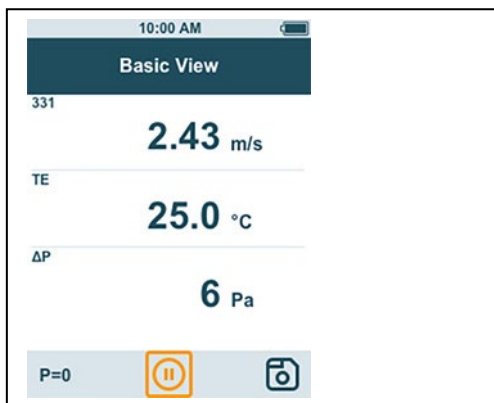 10:00 AM
Basic View
331
2.43 m/s
TE
25.0 °C
ΔP
6 Pa
P=0